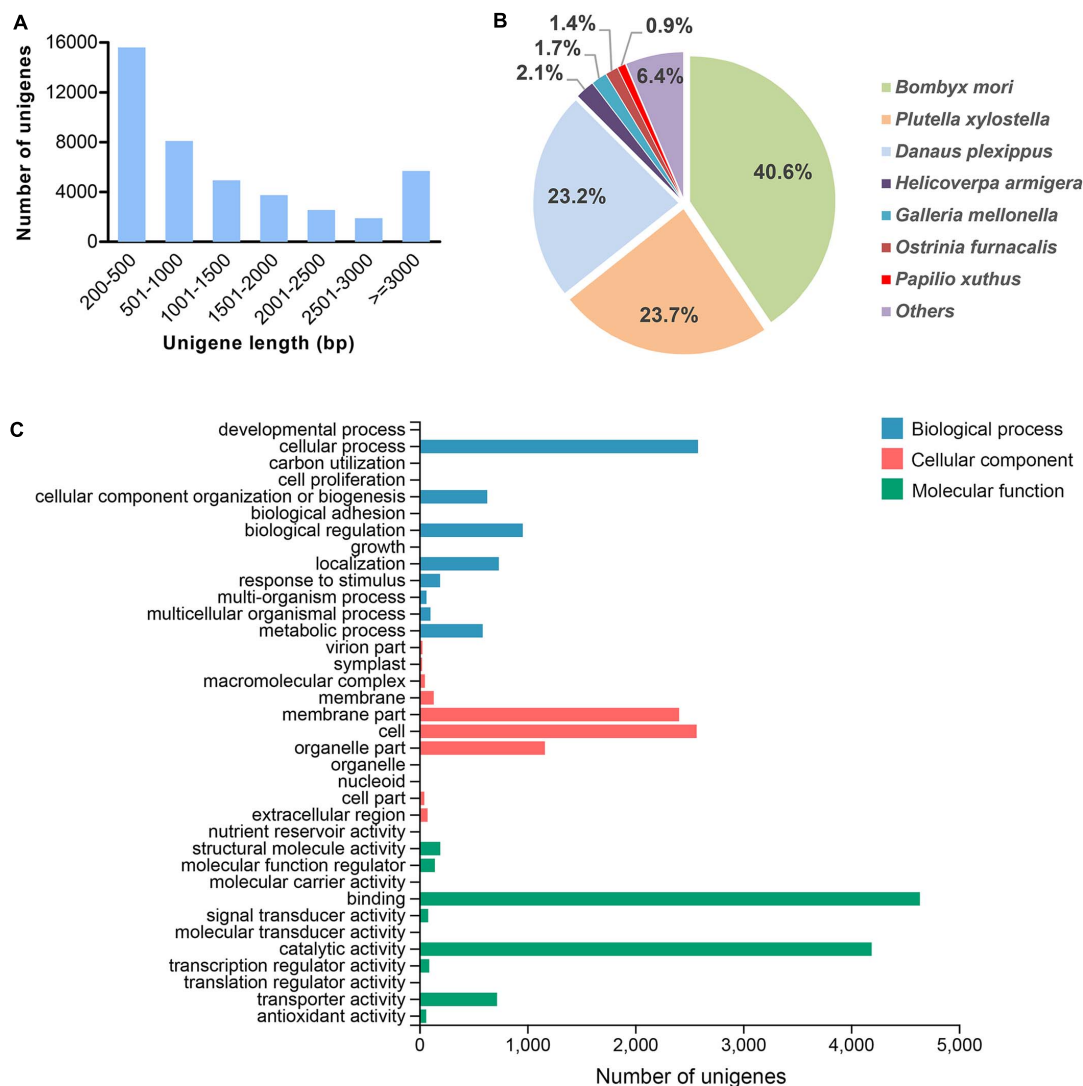 A
Number of unigenes
16000
12000
8000
4000
0
200-500
501-1000
1001-1500
1501-2000
2001-2500
2501-3000
>=3000
Unigene length (bp)
B
1.4%
0.9%
1.7%
2.1%
6.4%
40.6%
23.2%
23.7%
Bombyx mori
Plutella xylostella
Danaus plexippus
Helicoverpa armigera
Galleria mellonella
Ostrinia furnacalis
Papilio xuthus
Others
C
developmental process
cellular process
carbon utilization
cell proliferation
cellular component organization or biogenesis
biological adhesion
biological regulation
growth
localization
response to stimulus
multi-organism process
multicellular organismal process
metabolic process
virion part
symplast
macromolecular complex
membrane
membrane part
cell
organelle part
organelle
nucleoid
cell part
extracellular region
nutrient reservoir activity
structural molecule activity
molecular function regulator
molecular carrier activity
binding
signal transducer activity
molecular transducer activity
catalytic activity
transcription regulator activity
translation regulator activity
transporter activity
antioxidant activity
0
1,000
2,000
3,000
4,000
5,000
Number of unigenes
Biological process
Cellular component
Molecular function